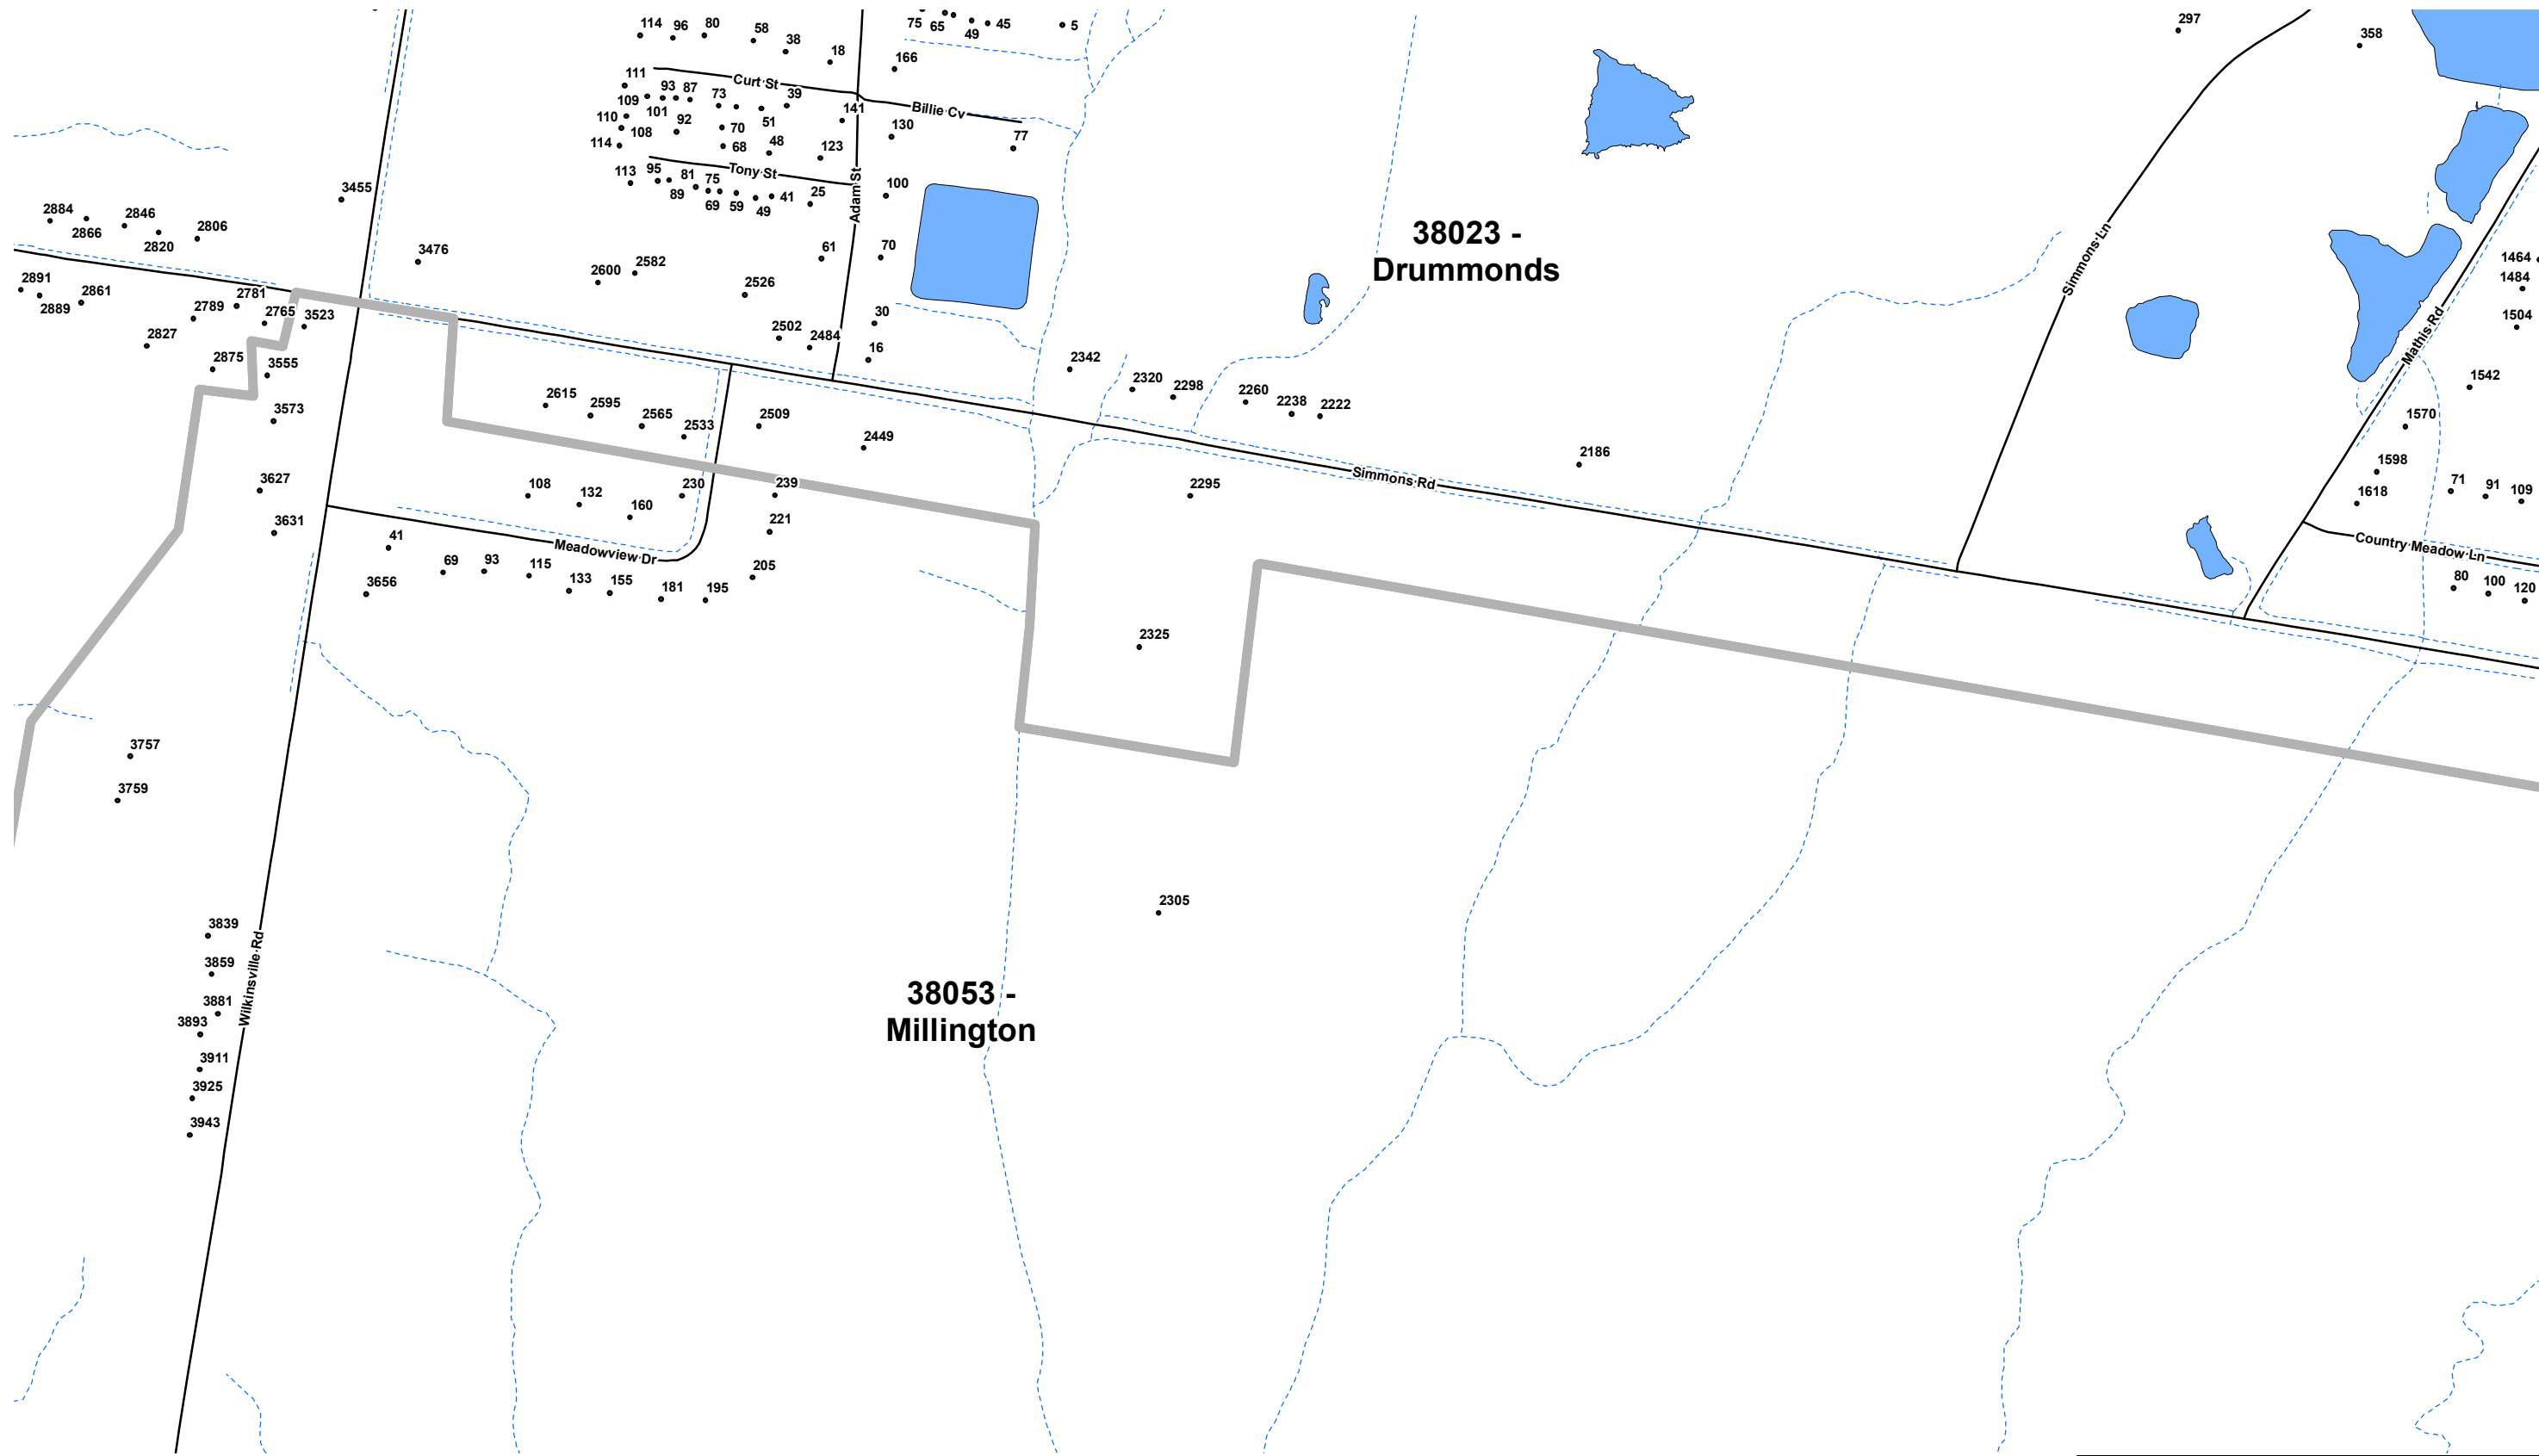 114 96 80 58 38 18
75 65 49 45 5
166
297
358
111 Curt St
109 101 93 87 73 51 39
141 Billie Cv
110 108 92 70 130 77
114 68 48 123
Tony St
113 95 89 81 75 69 59 49 41 25
Adam St
100
3455
2884 2866 2846 2820 2806
3476
2600 2582 2526
61 70
38023 -
Drummonds
Simmons Ln
1464
1484
1504
Mathis Rd
2891 2889 2861
2827 2789 2781 2765 3523
2502 2484 30
16
2875 3555
2342 2320 2298 2260 2238 2222
1542
1570
3573
2615 2595 2565 2533 2509
2449
2186
1598
1618
71 91 109
3627
108 132 160 230 239
2295
Simmons Rd
3631
221
41
Meadowview Dr
Country Meadow Ln
69 93 115 133 155 181 195 205
3656
80 100 120
2325
3757
3759
2305
3839
3859
3881
3893
Wilkinsville Rd
38053 -
Millington
3911
3925
3943